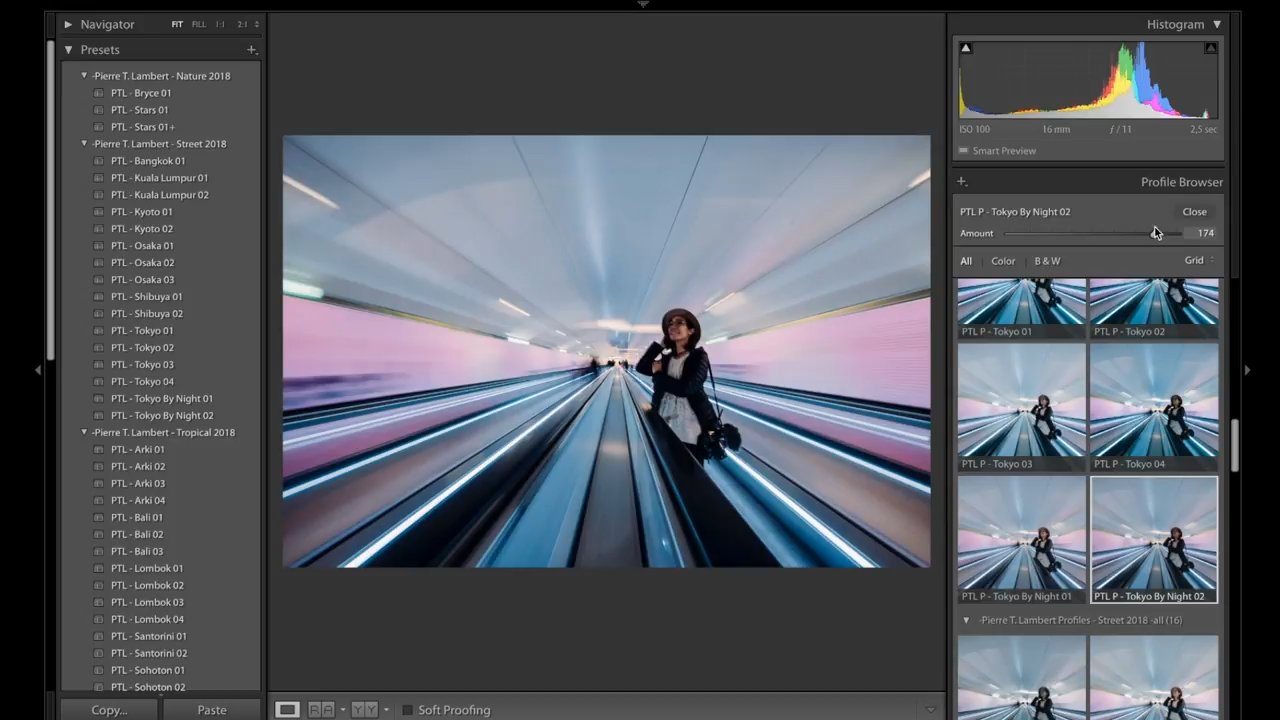 Navigator FIT FILL 1:1 2:1
Presets
-Pierre T. Lambert - Nature 2018
PTL - Bryce 01
PTL - Stars 01
PTL - Stars 01+
-Pierre T. Lambert - Street 2018
PTL - Bangkok 01
PTL - Kuala Lumpur 01
PTL - Kuala Lumpur 02
PTL - Kyoto 01
PTL - Kyoto 02
PTL - Osaka 01
PTL - Osaka 02
PTL - Osaka 03
PTL - Shibuya 01
PTL - Shibuya 02
PTL - Tokyo 01
PTL - Tokyo 02
PTL - Tokyo 03
PTL - Tokyo 04
PTL - Tokyo By Night 01
PTL - Tokyo By Night 02
-Pierre T. Lambert - Tropical 2018
PTL - Arki 01
PTL - Arki 02
PTL - Arki 03
PTL - Arki 04
PTL - Bali 01
PTL - Bali 02
PTL - Bali 03
PTL - Lombok 01
PTL - Lombok 02
PTL - Lombok 03
PTL - Lombok 04
PTL - Santorini 01
PTL - Santorini 02
PTL - Sohoton 01
PTL - Sohoton 02
Copy... Paste
RA YY Soft Proofing
Histogram
ISO 100 16 mm ƒ / 11 2,5 sec
Smart Preview
Profile Browser
PTL P - Tokyo By Night 02 Close
Amount 174
All Color B & W Grid
PTL P - Tokyo 01 PTL P - Tokyo 02
PTL P - Tokyo 03 PTL P - Tokyo 04
PTL P - Tokyo By Night 01 PTL P - Tokyo By Night 02
-Pierre T. Lambert Profiles - Street 2018 -all (16)